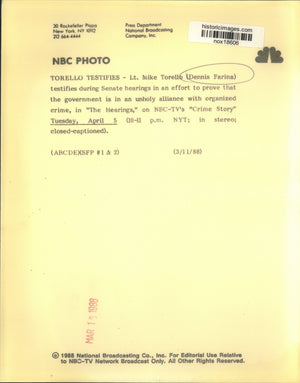 30 Rockefeller Plaza
New York, NY 10112
212 664-4444
Press Department
National Broadcasting
Company, Inc.
historicimages.com
nox18606
NBC PHOTO
TORELLO TESTIFIES - Lt. Mike Torello (Dennis Farina)
testifies during Senate hearings in an effort to prove that
the government is in an unholy alliance with organized
crime, in "The Hearings," on NBC-TV's "Crime Story"
Tuesday, April 5 (10-11 p.m. NYT; in stereo;
closed-captioned).
(ABCDEXSFP #1 & 2) (3/11/88)
MAR 1 1988
© 1988 National Broadcasting Co., Inc. For Editorial Use Relative
to NBC-TV Network Broadcast Only. All Other Rights Reserved.